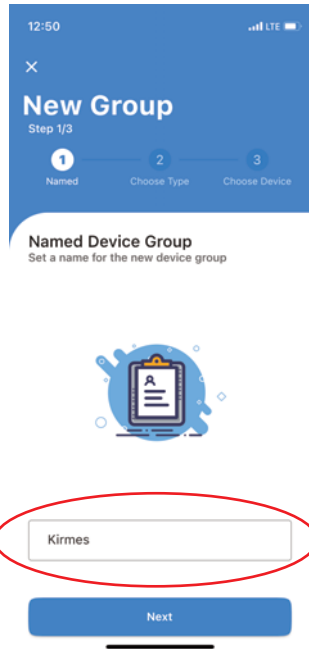 12:50
LTE
New Group
Step 1/3
1 2 3
Named Choose Type Choose Device
Named Device Group
Set a name for the new device group
Kirmes
Next